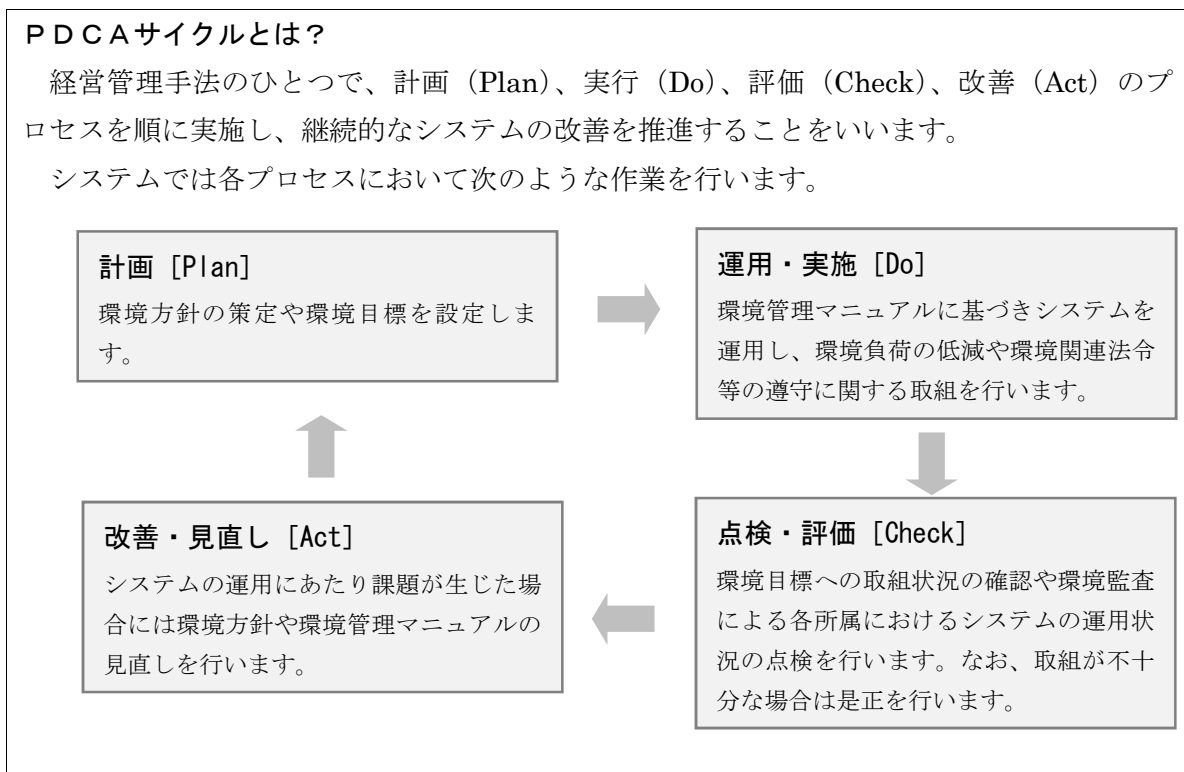 ＰＤＣＡサイクルとは？
経営管理手法のひとつで、計画（Plan）、実行（Do）、評価（Check）、改善（Act）のプ
ロセスを順に実施し、継続的なシステムの改善を推進することをいいます。
システムでは各プロセスにおいて次のような作業を行います。
計画［Plan］
環境方針の策定や環境目標を設定しま
す。
運用・実施［Do］
環境管理マニュアルに基づきシステムを
運用し、環境負荷の低減や環境関連法令
等の遵守に関する取組を行います。
点検・評価［Check］
環境目標への取組状況の確認や環境監査
による各所属におけるシステムの運用状
況の点検を行います。なお、取組が不十
分な場合は是正を行います。
改善・見直し［Act］
システムの運用にあたり課題が生じた場
合には環境方針や環境管理マニュアルの
見直しを行います。